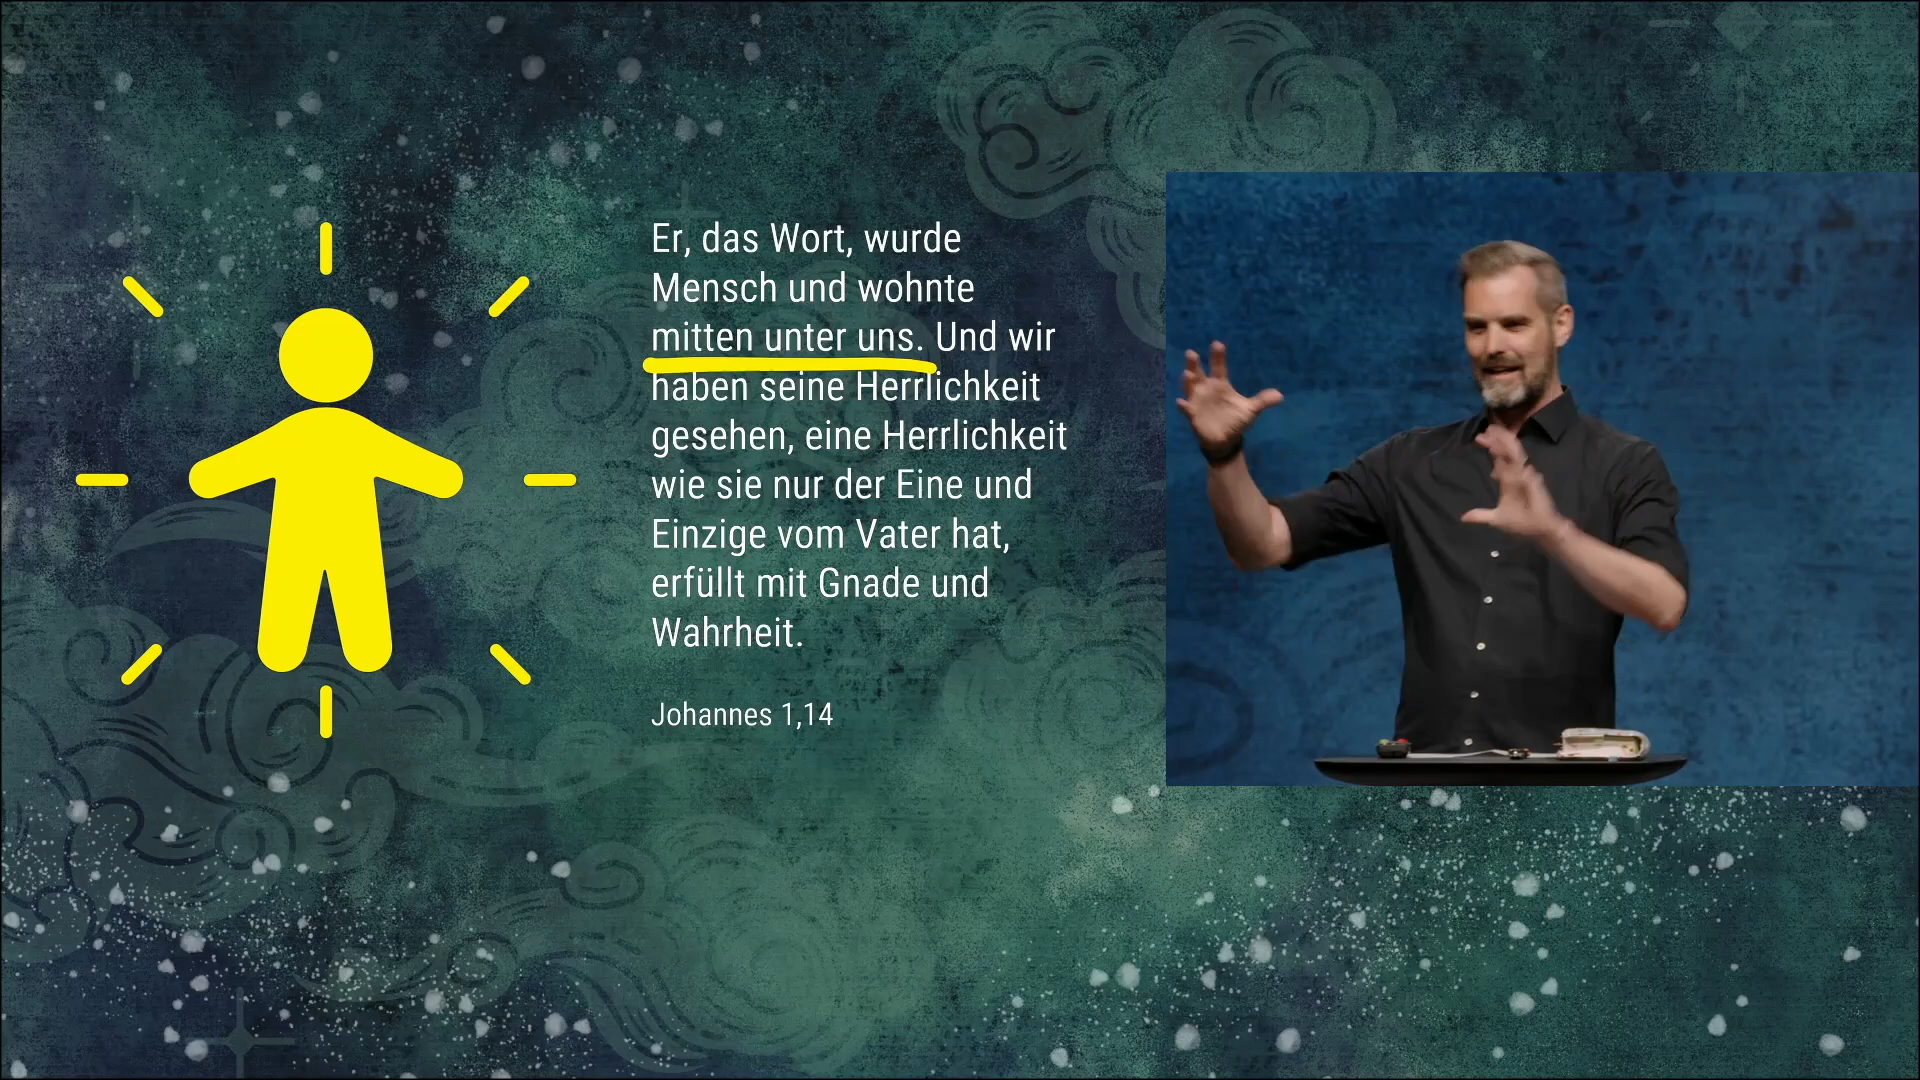 Er, das Wort, wurde
Mensch und wohnte
mitten unter uns. Und wir
haben seine Herrlichkeit
gesehen, eine Herrlichkeit
wie sie nur der Eine und
Einzige vom Vater hat,
erfüllt mit Gnade und
Wahrheit.
Johannes 1,14